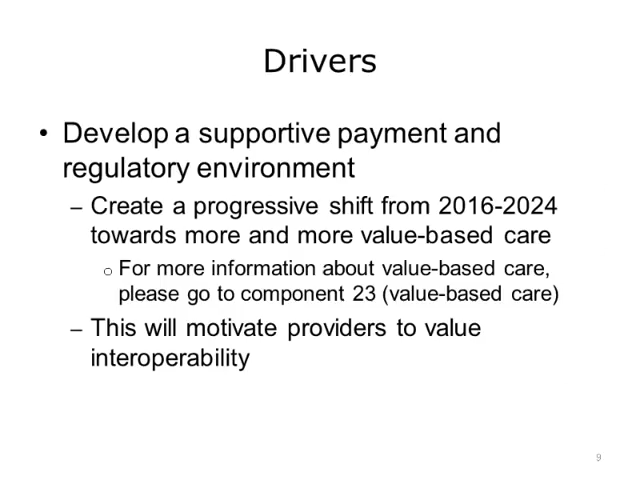 Drivers
• Develop a supportive payment and
regulatory environment
– Create a progressive shift from 2016-2024
towards more and more value-based care
o For more information about value-based care,
please go to component 23 (value-based care)
– This will motivate providers to value
interoperability
9